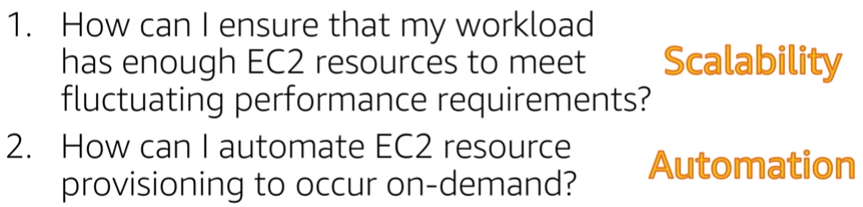 1. How can I ensure that my workload
has enough EC2 resources to meet
fluctuating performance requirements?
Scalability
2. How can I automate EC2 resource
provisioning to occur on-demand?
Automation